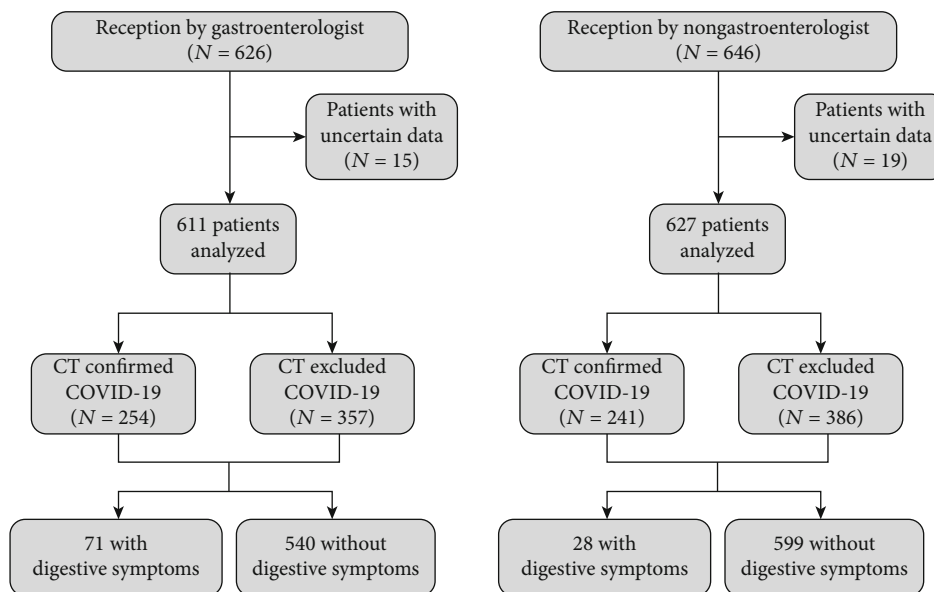 Reception by gastroenterologist
(N = 626)
Patients with
uncertain data
(N = 15)
611 patients
analyzed
CT confirmed
COVID-19
(N = 254)
CT excluded
COVID-19
(N = 357)
71 with
digestive symptoms
540 without
digestive symptoms
Reception by nongastroenterologist
(N = 646)
Patients with
uncertain data
(N = 19)
627 patients
analyzed
CT confirmed
COVID-19
(N = 241)
CT excluded
COVID-19
(N = 386)
28 with
digestive symptoms
599 without
digestive symptoms